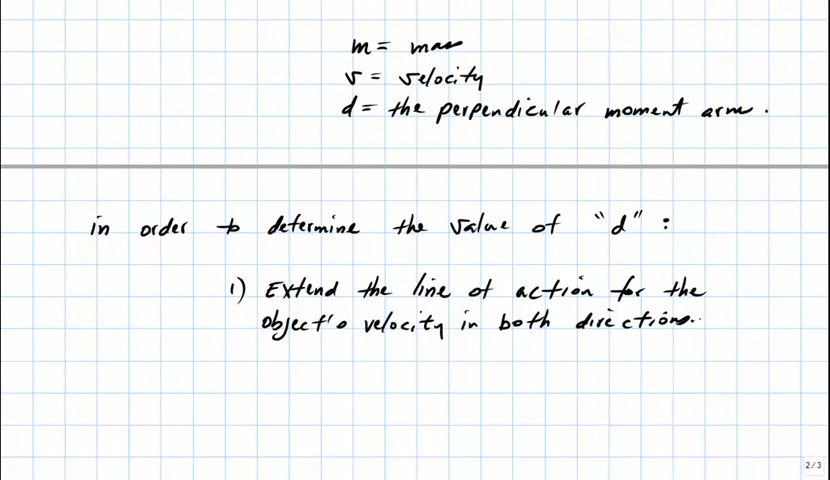 m = mass
v = velocity
d = the perpendicular moment arm.
in order to determine the value of "d" :
1) Extend the line of action for the
object's velocity in both directions.
2/3